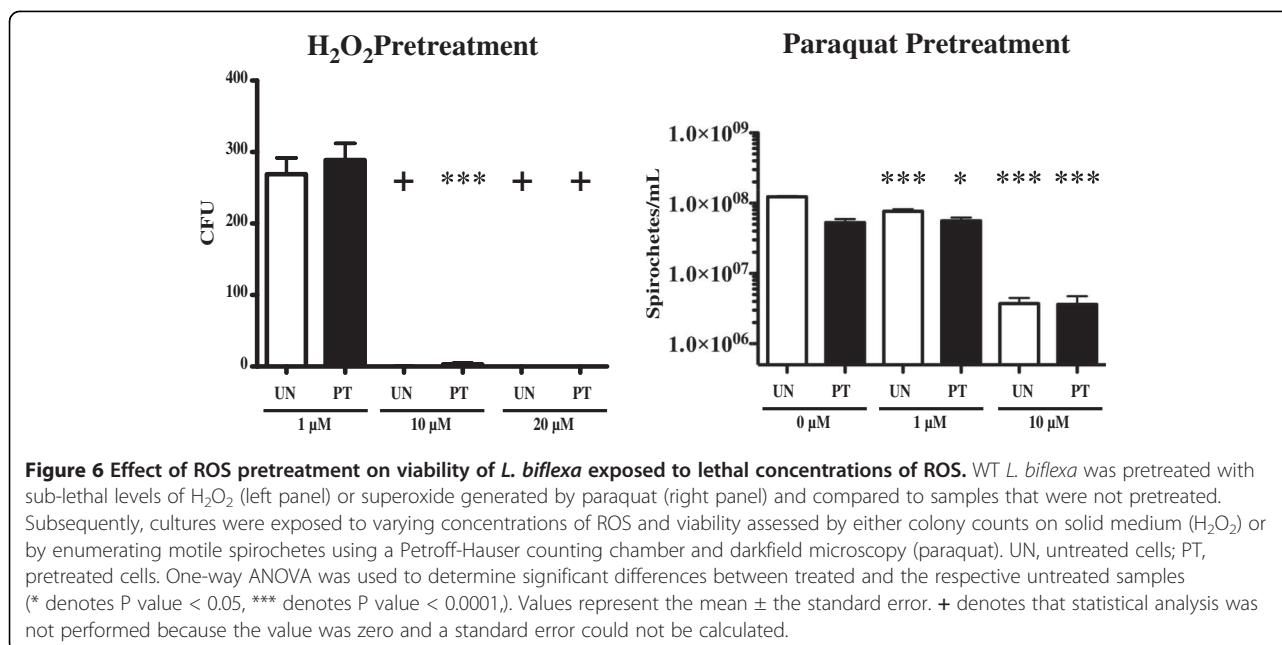 H₂O₂Pretreatment
400
300
200
100
0
CFU
+ *** + +
UN PT UN PT UN PT
1 µM 10 µM 20 µM
Paraquat Pretreatment
1.0×10⁰⁹
1.0×10⁰⁸
1.0×10⁰⁷
1.0×10⁰⁶
Spirochetes/mL
*** * *** ***
UN PT UN PT UN PT
0 µM 1 µM 10 µM
Figure 6 Effect of ROS pretreatment on viability of L. biflexa exposed to lethal concentrations of ROS. WT L. biflexa was pretreated with
sub-lethal levels of H₂O₂ (left panel) or superoxide generated by paraquat (right panel) and compared to samples that were not pretreated.
Subsequently, cultures were exposed to varying concentrations of ROS and viability assessed by either colony counts on solid medium (H₂O₂) or
by enumerating motile spirochetes using a Petroff-Hauser counting chamber and darkfield microscopy (paraquat). UN, untreated cells; PT,
pretreated cells. One-way ANOVA was used to determine significant differences between treated and the respective untreated samples
(* denotes P value < 0.05, *** denotes P value < 0.0001,). Values represent the mean ± the standard error. + denotes that statistical analysis was
not performed because the value was zero and a standard error could not be calculated.